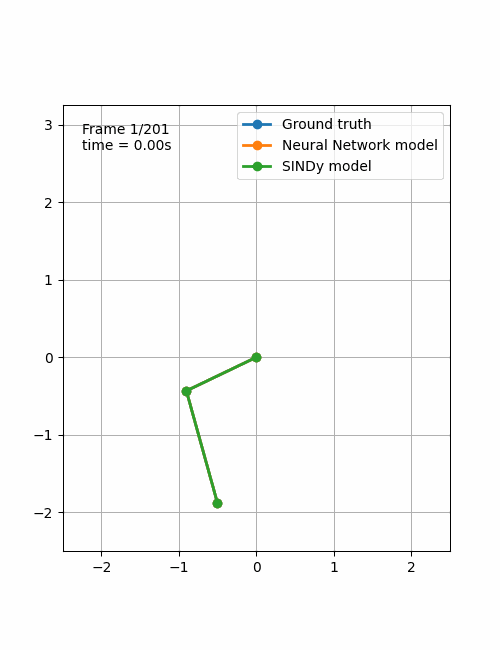 Frame 1/201
time = 0.00s
Ground truth
Neural Network model
SINDy model
3
2
1
0
−1
−2
−2 −1 0 1 2